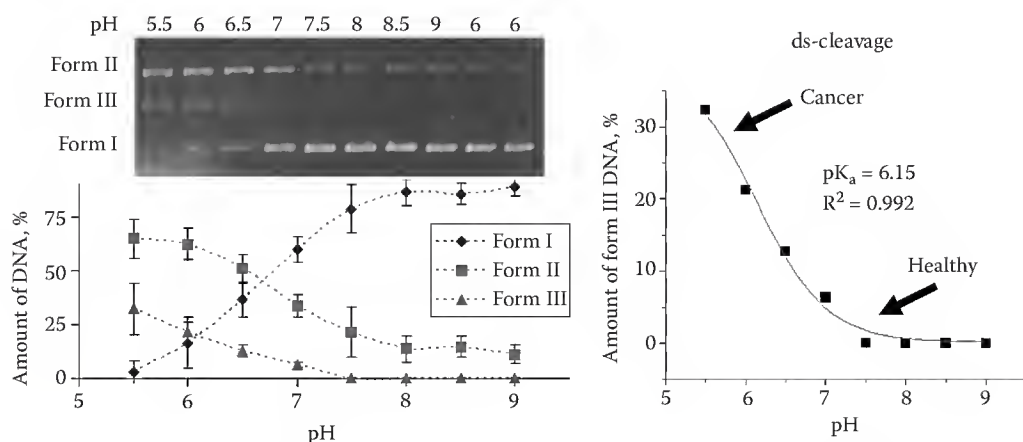 pH 5.5 6 6.5 7 7.5 8 8.5 9 6 6
Form II
Form III
Form I
Amount of DNA, %
75
50
25
0
5 6 7 8 9
pH
Form I
Form II
Form III
ds-cleavage
Amount of form III DNA, %
30
20
10
0
5 6 7 8 9
pH
Cancer
pKa = 6.15
R² = 0.992
Healthy